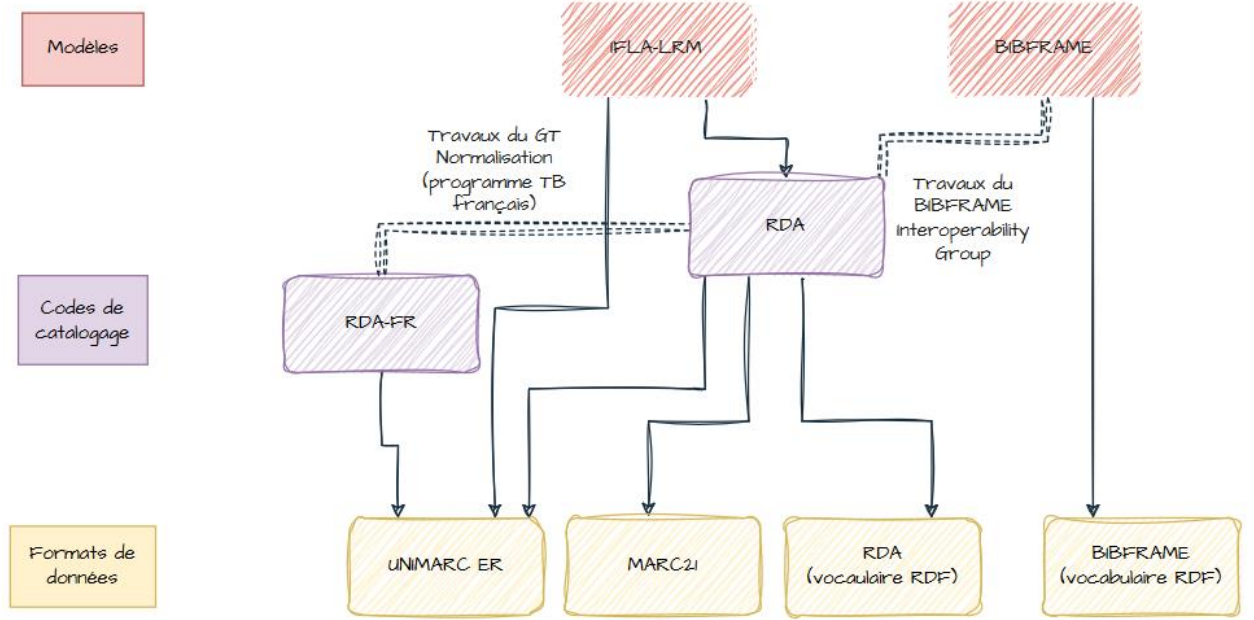 Modèles
IFLA-LRM
BIBFRAME
Travaux du GT
Normalisation
(programme TB
français)
RDA
Travaux du
BIBFRAME
Interoperability
Group
Codes de
catalogage
RDA-FR
Formats de
données
UNIMARC ER
MARC21
RDA
(vocaulaire RDF)
BIBFRAME
(vocabulaire RDF)